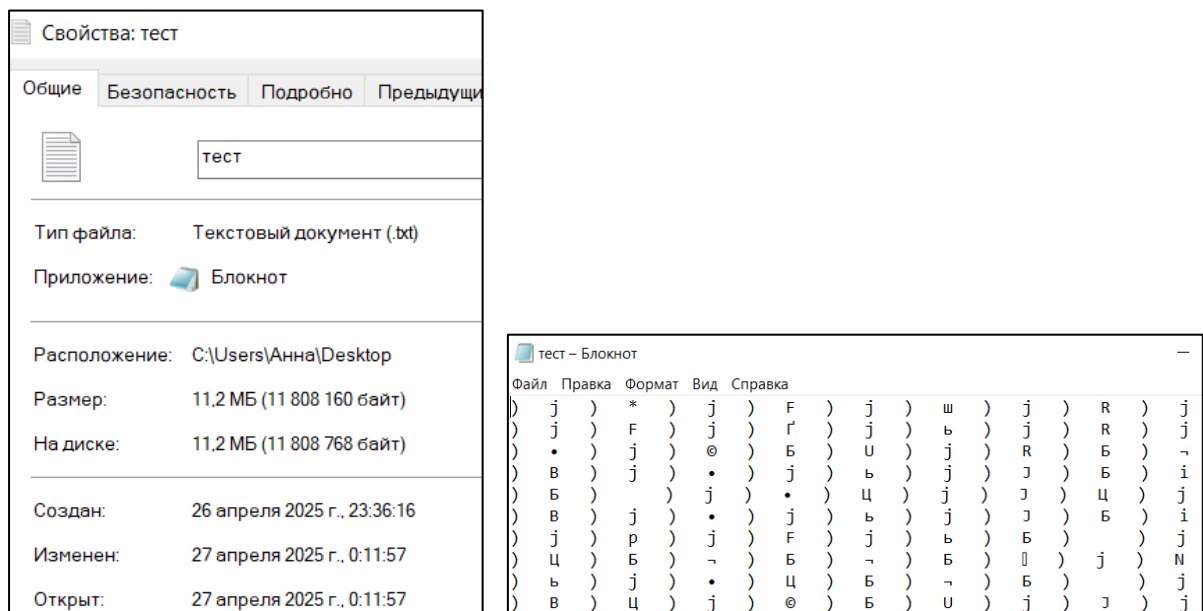 Свойства: тест
Общие Безопасность Подробно Предыдущи
тест
Тип файла: Текстовый документ (.txt)
Приложение: Блокнот
Расположение: C:\Users\Анна\Desktop
Размер: 11,2 МБ (11 808 160 байт)
На диске: 11,2 МБ (11 808 768 байт)
Создан: 26 апреля 2025 г., 23:36:16
Изменен: 27 апреля 2025 г., 0:11:57
Открыт: 27 апреля 2025 г., 0:11:57
тест – Блокнот
Файл Правка Формат Вид Справка
) j ) * ) j ) F ) j ) ш ) j ) R ) j
) j ) F ) j ) Ґ ) j ) ь ) j ) R ) j
) • ) j ) © ) Б ) U ) j ) R ) Б ) ¬
) B ) j ) • ) j ) ь ) j ) J ) Б ) i
) Б ) ) j ) • ) Ц ) j ) J ) Ц ) j
) B ) j ) • ) j ) ь ) j ) J ) Б ) i
) j ) p ) j ) F ) j ) ь ) Б ) ) j
) Ц ) Б ) ¬ ) Б ) ¬ ) Б ) ▯ ) j ) N
) ь ) j ) • ) Ц ) Б ) ¬ ) Б ) ) j
) B ) Ц ) j ) © ) Б ) U ) j ) J ) j